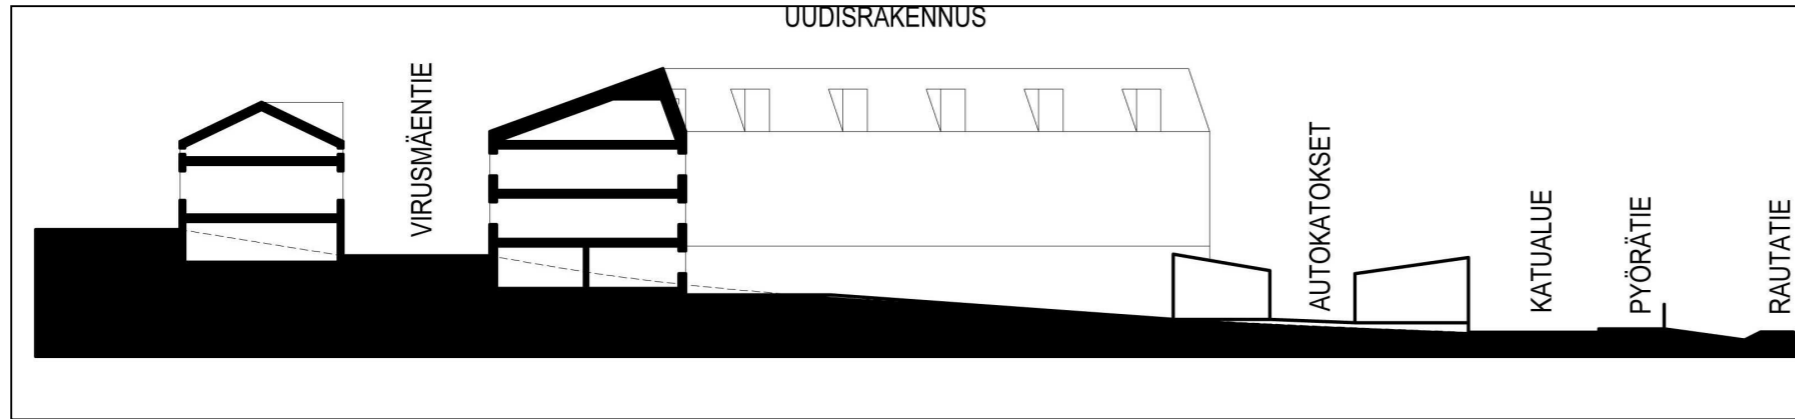 UUDISRAKENNUS
VIRUSMÄENTIE
AUTOKATOKSET
KATUALUE
PYÖRÄTIE
RAUTATIE